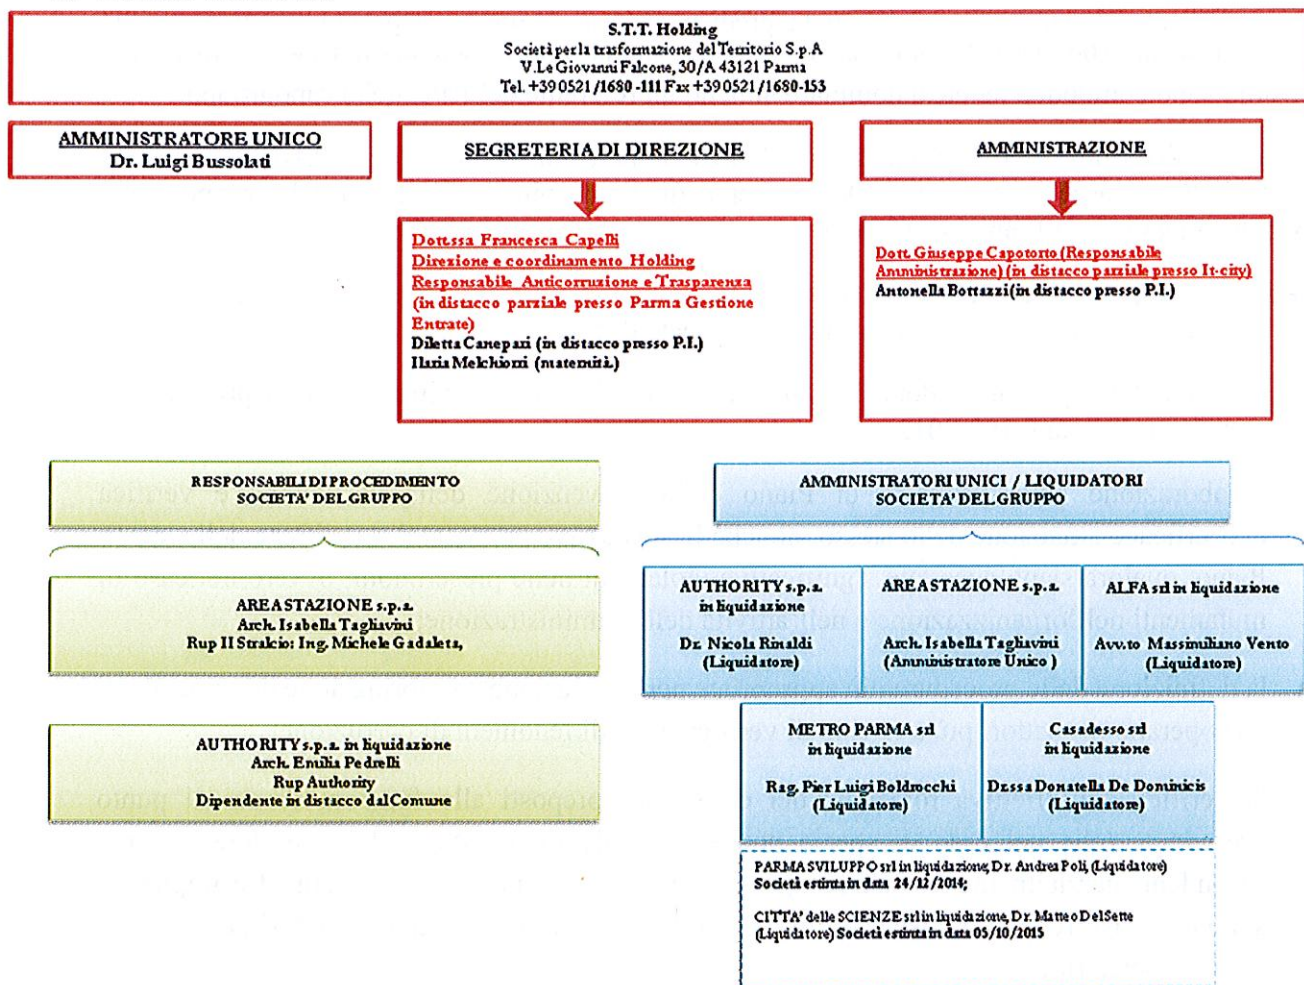 S.T.T. Holding
Società per la trasformazione del Territorio S.p.A
V.Le Giovanni Falcone, 30/A 43121 Parma
Tel. +39 0521 /1680 -111 Fax +39 0521 /1680-153
AMMINISTRATORE UNICO
Dr. Luigi Bussolati
SEGRETERIA DI DIREZIONE
AMMINISTRAZIONE
Dott.ssa Francesca Capelli
Direzione e coordinamento Holding
Responsabile Anticorruzione e Trasparenza
(in distacco parziale presso Parma Gestione
Entrate)
Diletta Canepari (in distacco presso P.I.)
Ilaria Melchiorri (maternità.)
Dott. Giuseppe Capotorto (Responsabile
Amministrazione) (in distacco parziale presso It-city)
Antonella Bottazzi (in distacco presso P.I.)
RESPONSABILI DI PROCEDIMENTO
SOCIETA' DEL GRUPPO
AREA STAZIONE s.p.a.
Arch. Isabella Tagliavini
Rup II Stralcio: Ing. Michele Gadaleta,
AUTHORITY s.p.a. in liquidazione
Arch. Emilia Pedrelli
Rup Authority
Dipendente in distacco dal Comune
AMMINISTRATORI UNICI / LIQUIDATORI
SOCIETA' DEL GRUPPO
AUTHORITY s.p.a.
in liquidazione
Dr. Nicola Rinaldi
(Liquidatore)
AREA STAZIONE s.p.a.
Arch. Isabella Tagliavini
(Amministratore Unico )
ALFA srl in liquidazione
Avv.to Massimiliano Vento
(Liquidatore)
METRO PARMA srl
in liquidazione
Rag. Pier Luigi Boldrocchi
(Liquidatore)
Casadesso srl
in liquidazione
Dr.ssa Donatella De Dominicis
(Liquidatore)
PARMA SVILUPPO srl in liquidazione, Dr. Andrea Poli, (Liquidatore)
Società estinta in data 24/12/2014;
CITTA' delle SCIENZE srl in liquidazione, Dr. Matteo Del Sette
(Liquidatore) Società estinta in data 05/10/2015